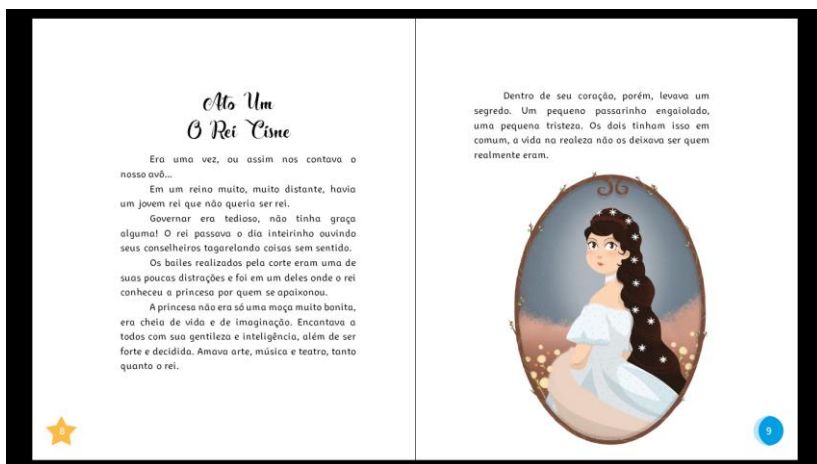 Ato Um
O Rei Cisne
Era uma vez, ou assim nos contava o
nosso avô...
Em um reino muito, muito distante, havia
um jovem rei que não queria ser rei.
Governar era tedioso, não tinha graça
alguma! O rei passava o dia inteirinho ouvindo
seus conselheiros tagarelando coisas sem sentido.
Os bailes realizados pela corte eram uma de
suas poucas distrações e foi em um deles onde o rei
conheceu a princesa por quem se apaixonou.
A princesa não era só uma moça muito bonita,
era cheia de vida e de imaginação. Encantava a
todos com sua gentileza e inteligência, além de ser
forte e decidida. Amava arte, música e teatro, tanto
quanto o rei.
8
Dentro de seu coração, porém, levava um
segredo. Um pequeno passarinho engaiolado,
uma pequena tristeza. Os dois tinham isso em
comum, a vida na realeza não os deixava ser quem
realmente eram.
9